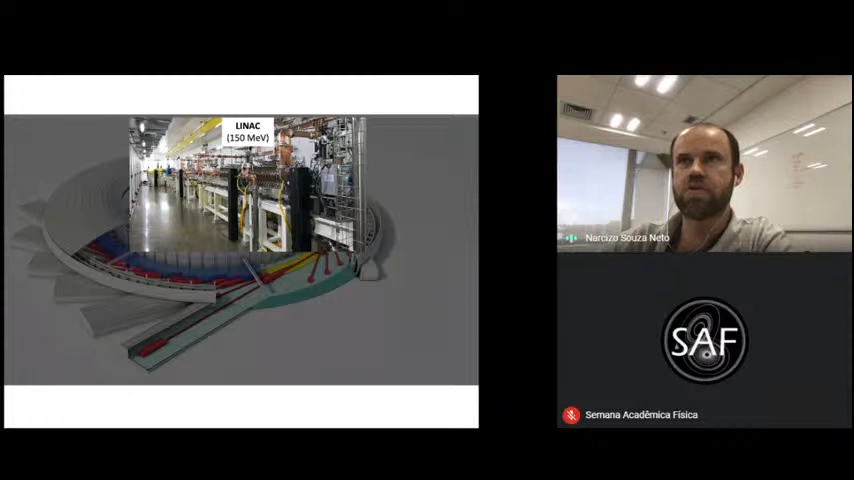 LINAC
(150 MeV)
Narcizo Souza Neto
SAF
Semana Acadêmica Física